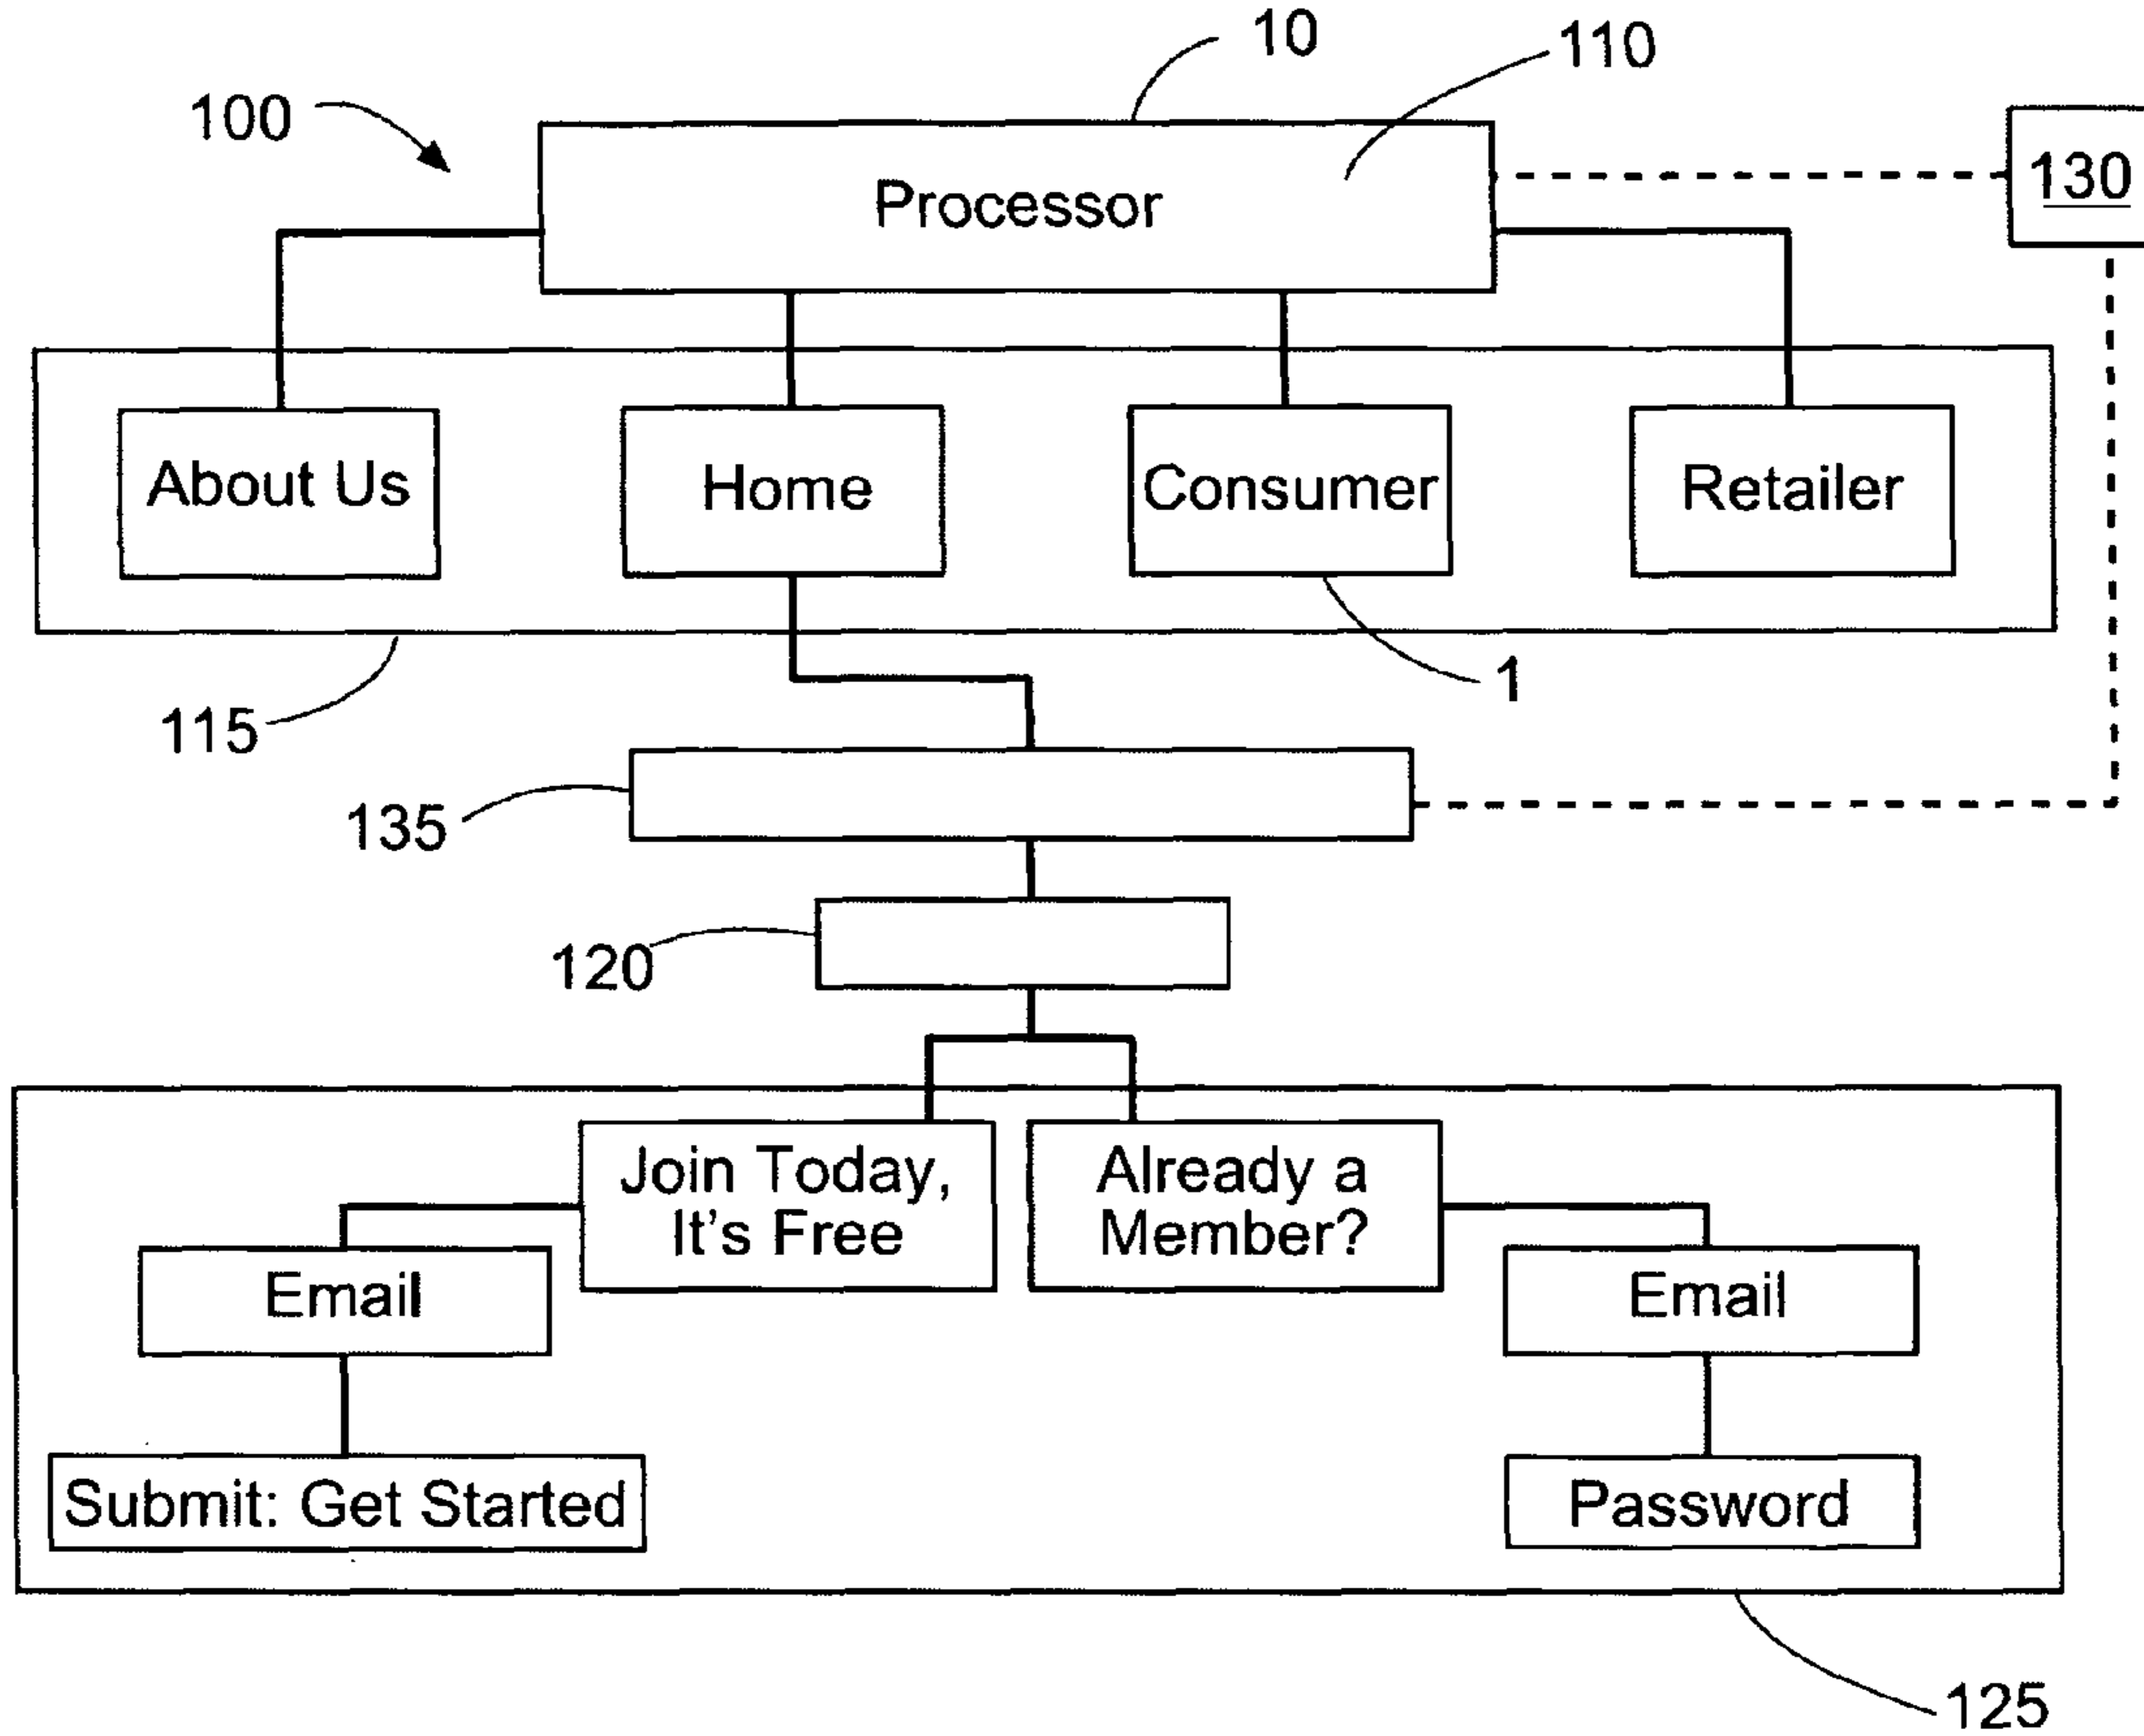 10
110
100
130
Processor
About Us
Home
Consumer
Retailer
1
115
135
120
Join Today,
It's Free
Already a
Member?
Email
Email
Submit: Get Started
Password
125